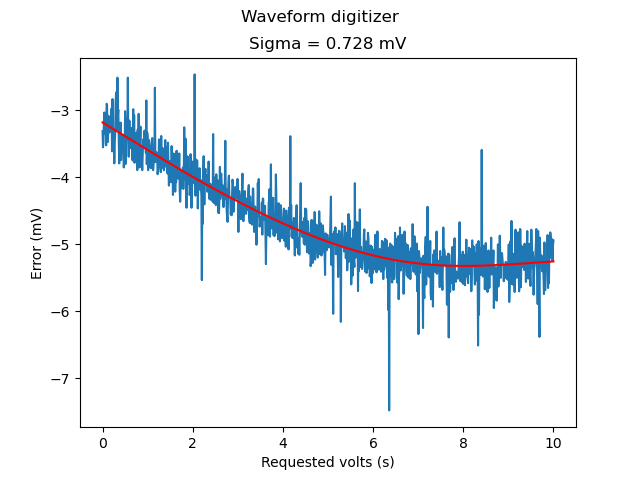 Waveform digitizer
Sigma = 0.728 mV
Error (mV)
−3
−4
−5
−6
−7
0 2 4 6 8 10
Requested volts (s)